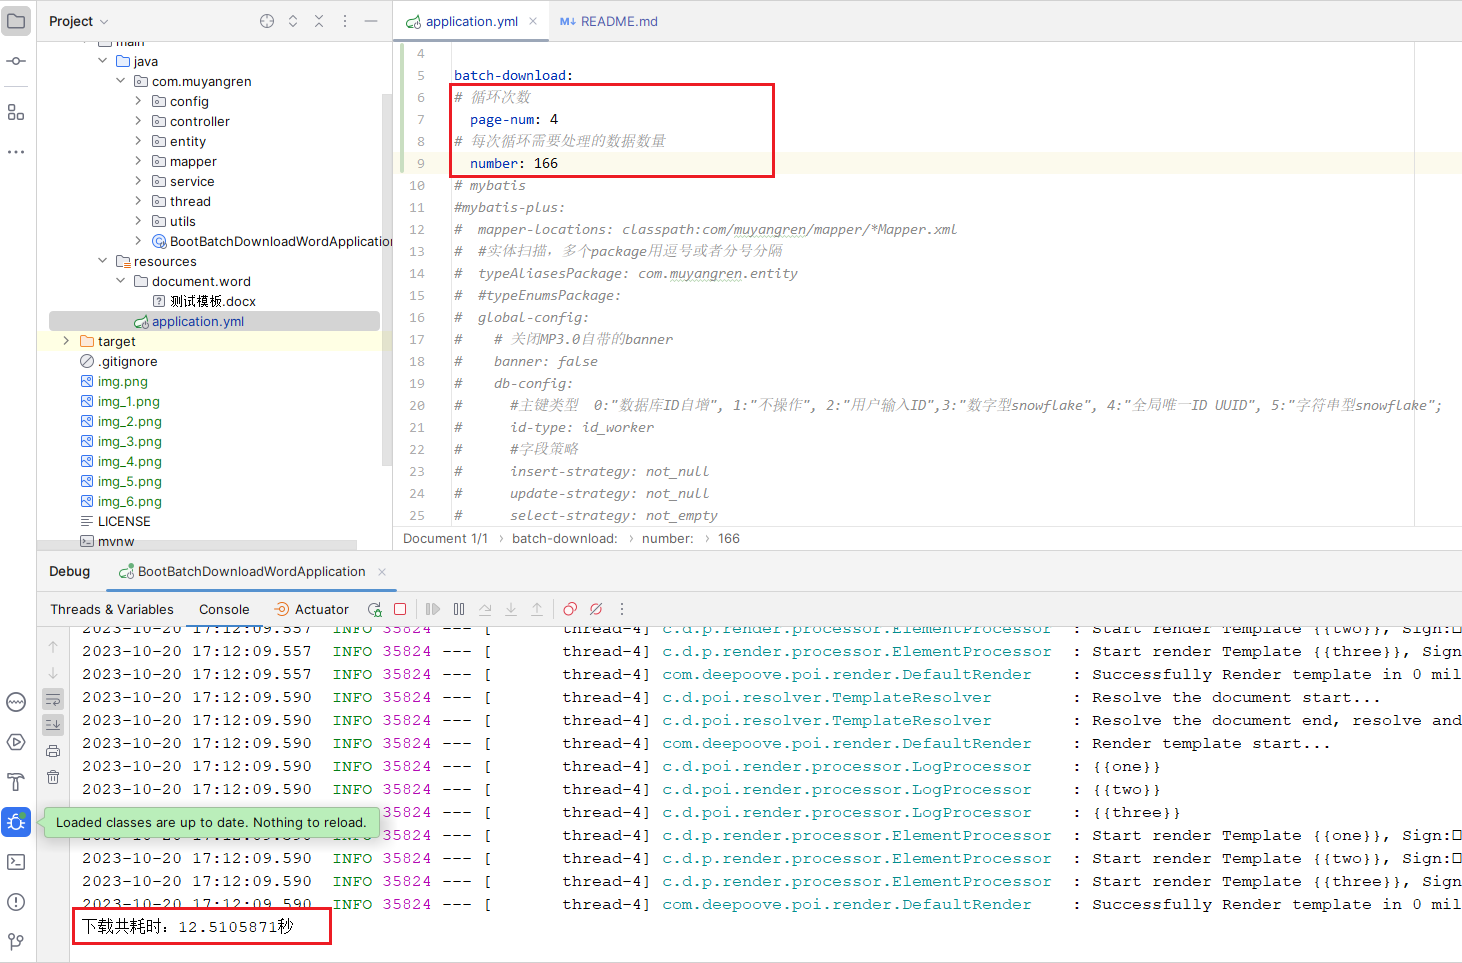 Project
main
java
com.muyangren
config
controller
entity
mapper
service
thread
utils
BootBatchDownloadWordApplication
resources
document.word
测试模板.docx
application.yml
target
.gitignore
img.png
img_1.png
img_2.png
img_3.png
img_4.png
img_5.png
img_6.png
LICENSE
mvnw
application.yml
M↓ README.md
4
5 batch-download:
6 # 循环次数
7 page-num: 4
8 # 每次循环需要处理的数据数量
9 number: 166
10 # mybatis
11 #mybatis-plus:
12 # mapper-locations: classpath:com/muyangren/mapper/*Mapper.xml
13 # #实体扫描，多个package用逗号或者分号分隔
14 # typeAliasesPackage: com.muyangren.entity
15 # #typeEnumsPackage:
16 # global-config:
17 # # 关闭MP3.0自带的banner
18 # banner: false
19 # db-config:
20 # #主键类型 0:"数据库ID自增", 1:"不操作", 2:"用户输入ID",3:"数字型snowflake", 4:"全局唯一ID UUID", 5:"字符串型snowflake";
21 # id-type: id_worker
22 # #字段策略
23 # insert-strategy: not_null
24 # update-strategy: not_null
25 # select-strategy: not_empty
Document 1/1 › batch-download: › number: › 166
Debug BootBatchDownloadWordApplication
Threads & Variables Console Actuator
2023-10-20 17:12:09.557 INFO 35824 --- [ thread-4] c.d.p.render.processor.ElementProcessor : Start render Template {{two}}, Sign:□
2023-10-20 17:12:09.557 INFO 35824 --- [ thread-4] c.d.p.render.processor.ElementProcessor : Start render Template {{three}}, Sign
2023-10-20 17:12:09.557 INFO 35824 --- [ thread-4] com.deepoove.poi.render.DefaultRender : Successfully Render template in 0 mil
2023-10-20 17:12:09.590 INFO 35824 --- [ thread-4] c.d.poi.resolver.TemplateResolver : Resolve the document start...
2023-10-20 17:12:09.590 INFO 35824 --- [ thread-4] c.d.poi.resolver.TemplateResolver : Resolve the document end, resolve and
2023-10-20 17:12:09.590 INFO 35824 --- [ thread-4] com.deepoove.poi.render.DefaultRender : Render template start...
2023-10-20 17:12:09.590 INFO 35824 --- [ thread-4] c.d.poi.render.processor.LogProcessor : {{one}}
2023-10-20 17:12:09.590 INFO 35824 --- [ thread-4] c.d.poi.render.processor.LogProcessor : {{two}}
35824 --- [ thread-4] c.d.poi.render.processor.LogProcessor : {{three}}
Loaded classes are up to date. Nothing to reload.
2023-10-20 17:12:09.590 INFO 35824 --- [ thread-4] c.d.p.render.processor.ElementProcessor : Start render Template {{one}}, Sign:□
2023-10-20 17:12:09.590 INFO 35824 --- [ thread-4] c.d.p.render.processor.ElementProcessor : Start render Template {{two}}, Sign:□
2023-10-20 17:12:09.590 INFO 35824 --- [ thread-4] c.d.p.render.processor.ElementProcessor : Start render Template {{three}}, Sign
2023-10-20 17:12:09.590 INFO 35824 --- [ thread-4] com.deepoove.poi.render.DefaultRender : Successfully Render template in 0 mil
下载共耗时：12.5105871秒